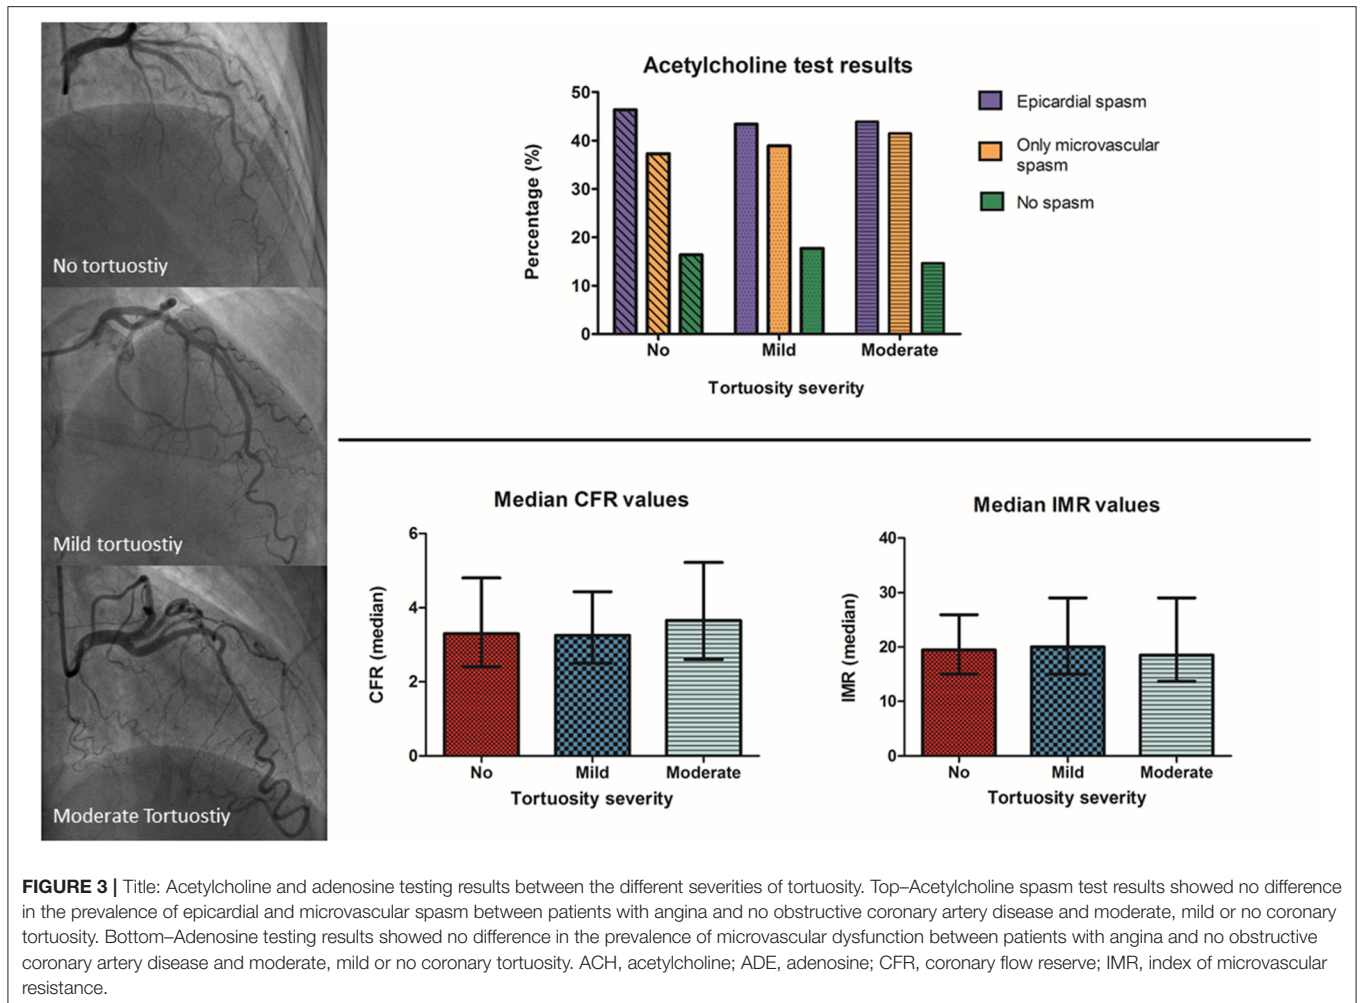 No tortuostiy
Mild tortuostiy
Moderate Tortuostiy
Acetylcholine test results
50
40
30
20
10
0
Percentage (%)
No Mild Moderate
Tortuosity severity
Epicardial spasm
Only microvascular
spasm
No spasm
Median CFR values
6
4
2
0
CFR (median)
No Mild Moderate
Tortuosity severity
Median IMR values
40
30
20
10
0
IMR (median)
No Mild Moderate
Tortuosity severity
FIGURE 3 | Title: Acetylcholine and adenosine testing results between the different severities of tortuosity. Top–Acetylcholine spasm test results showed no difference
in the prevalence of epicardial and microvascular spasm between patients with angina and no obstructive coronary artery disease and moderate, mild or no coronary
tortuosity. Bottom–Adenosine testing results showed no difference in the prevalence of microvascular dysfunction between patients with angina and no obstructive
coronary artery disease and moderate, mild or no coronary tortuosity. ACH, acetylcholine; ADE, adenosine; CFR, coronary flow reserve; IMR, index of microvascular
resistance.